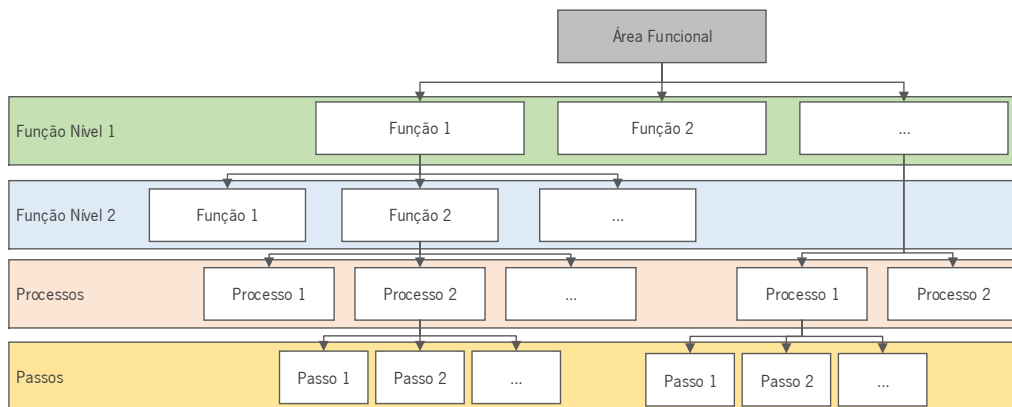 Área Funcional
Função Nível 1
Função 1
Função 2
...
Função Nível 2
Função 1
Função 2
...
Processos
Processo 1
Processo 2
...
Processo 1
Processo 2
Passos
Passo 1
Passo 2
...
Passo 1
Passo 2
...